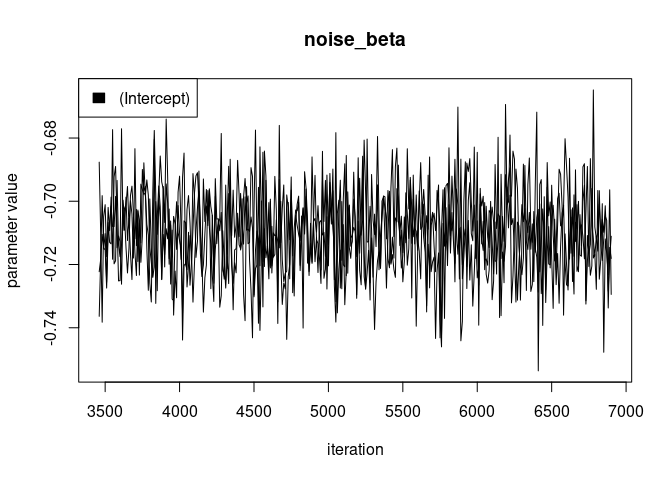 noise_beta
(Intercept)
parameter value
-0.68
-0.70
-0.72
-0.74
3500 4000 4500 5000 5500 6000 6500 7000
iteration